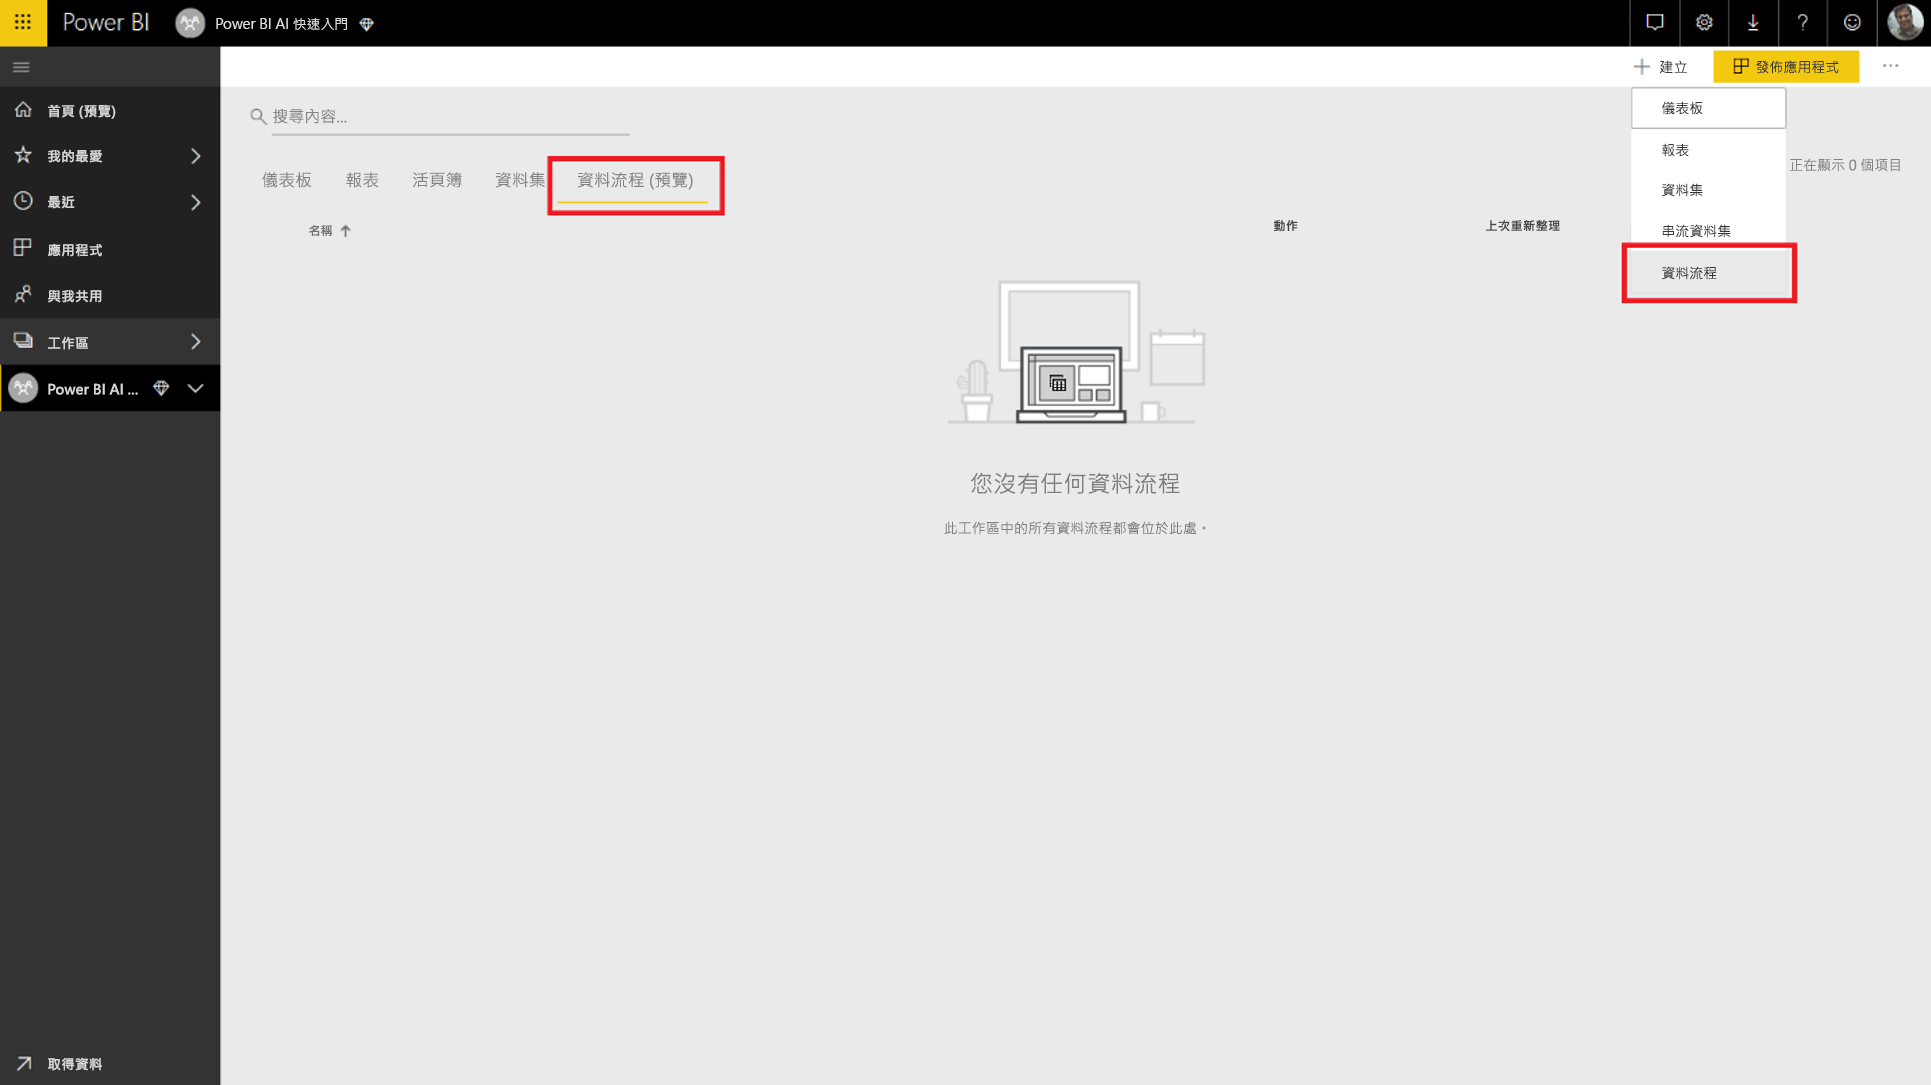 Power BI
Power BI AI 快速入門
建立
發佈應用程式
首頁 (預覽)
我的最愛
最近
應用程式
與我共用
工作區
Power BI AI ...
取得資料
搜尋內容...
儀表板
報表
活頁簿
資料集
資料流程 (預覽)
正在顯示 0 個項目
名稱
動作
上次重新整理
儀表板
報表
資料集
串流資料集
資料流程
您沒有任何資料流程
此工作區中的所有資料流程都會位於此處。